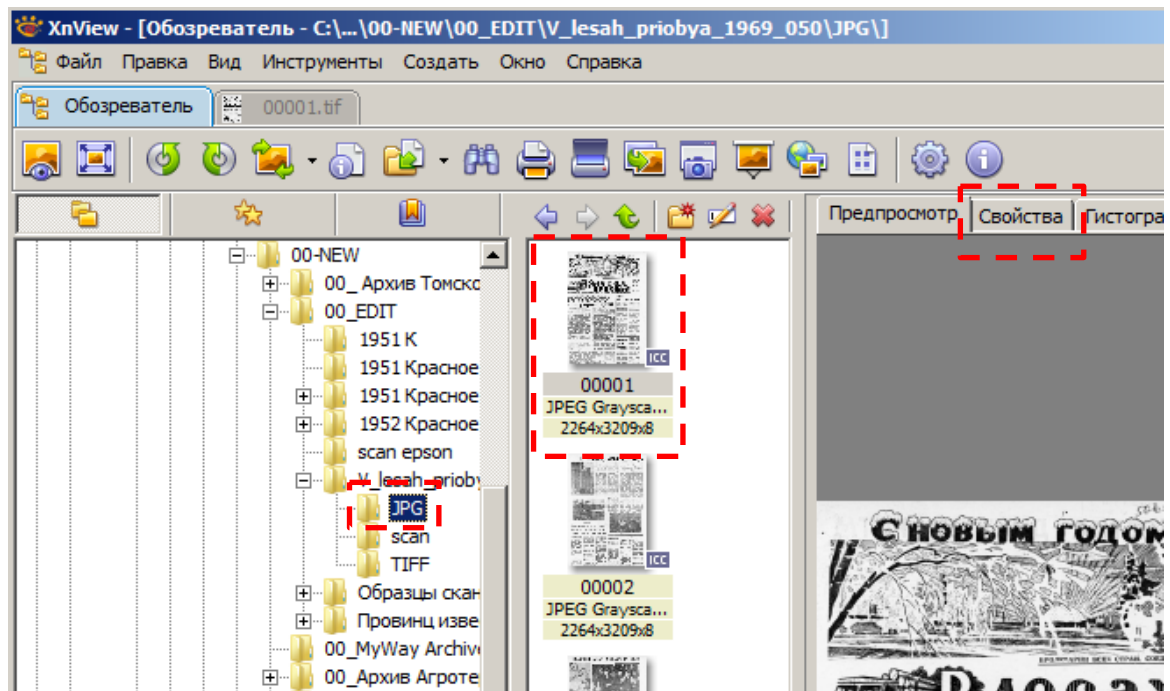 XnView - [Обозреватель - C:\...\00-NEW\00_EDIT\V_lesah_priobya_1969_050\JPG\]
Файл Правка Вид Инструменты Создать Окно Справка
Обозреватель 00001.tif
Предпросмотр Свойства Гистогра
00-NEW
00_ Архив Томско
00_EDIT
1951 К
1951 Красное
1951 Красное
1952 Красное
scan epson
V_lesah_prioby
JPG
scan
TIFF
Образцы скан
Провинц изве
00_MyWay Archive
00_Архив Агроте
ICC
00001
JPEG Graysca...
2264x3209x8
ICC
00002
JPEG Graysca...
2264x3209x8
С НОВЫМ ГОДОМ